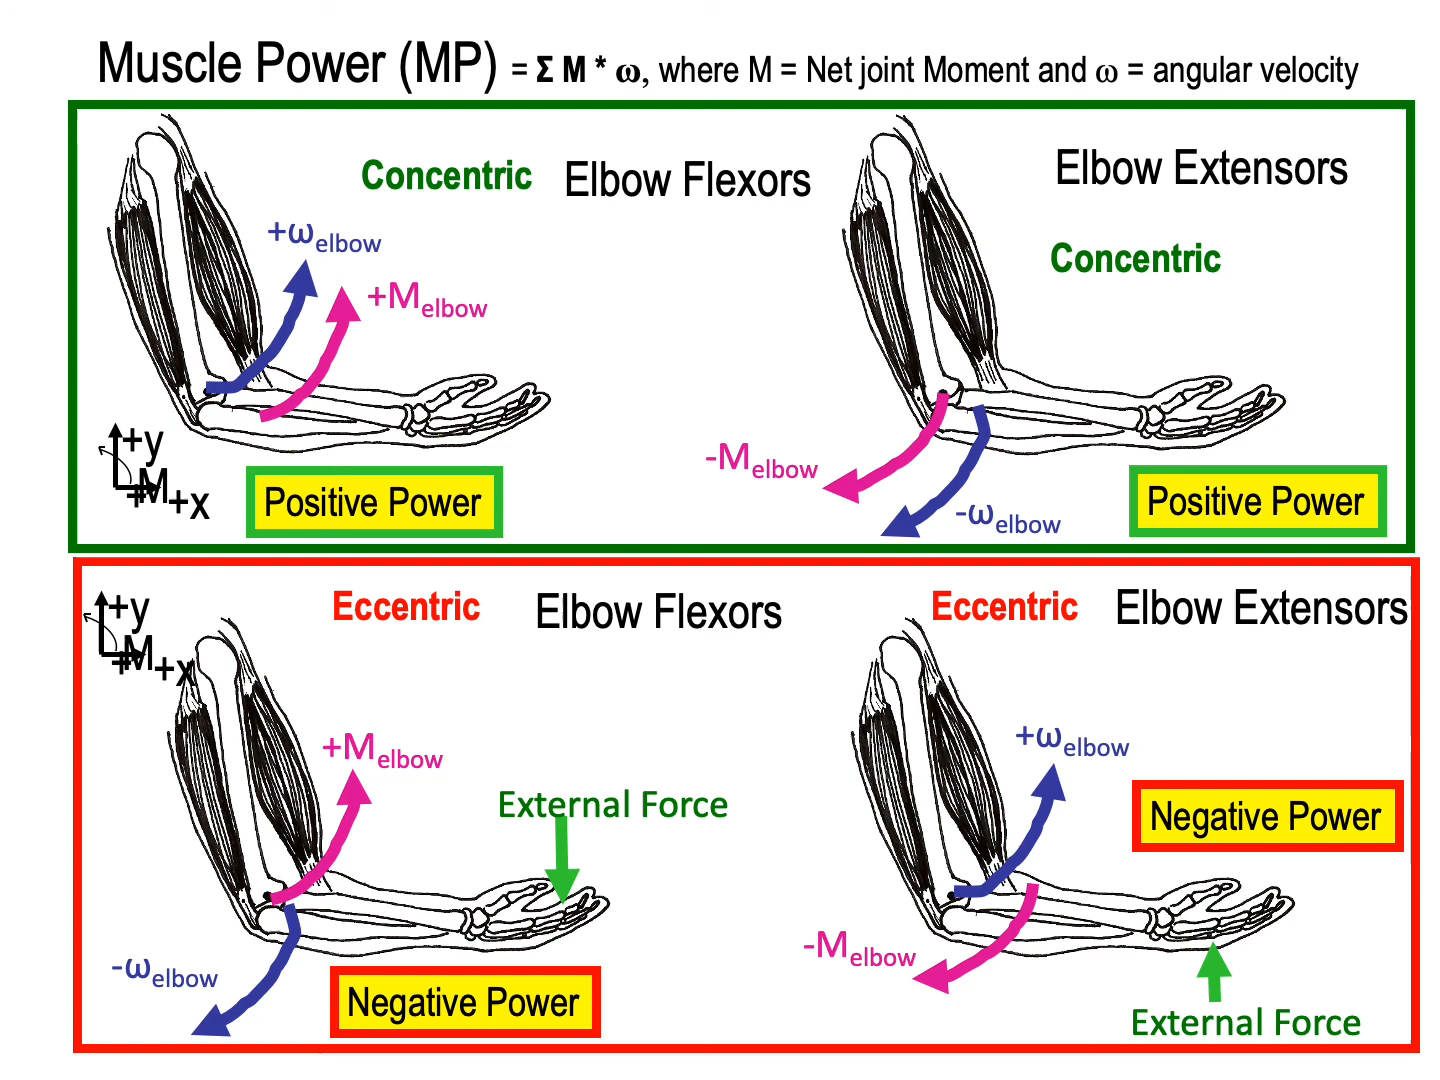 Muscle Power (MP) = Σ M * ω, where M = Net joint Moment and ω = angular velocity
Concentric Elbow Flexors
+ωelbow
+Melbow
+y
+M
+x
Positive Power
Elbow Extensors
Concentric
-Melbow
-ωelbow
Positive Power
+y
+M
+x
Eccentric Elbow Flexors
+Melbow
External Force
-ωelbow
Negative Power
Eccentric Elbow Extensors
+ωelbow
Negative Power
-Melbow
External Force